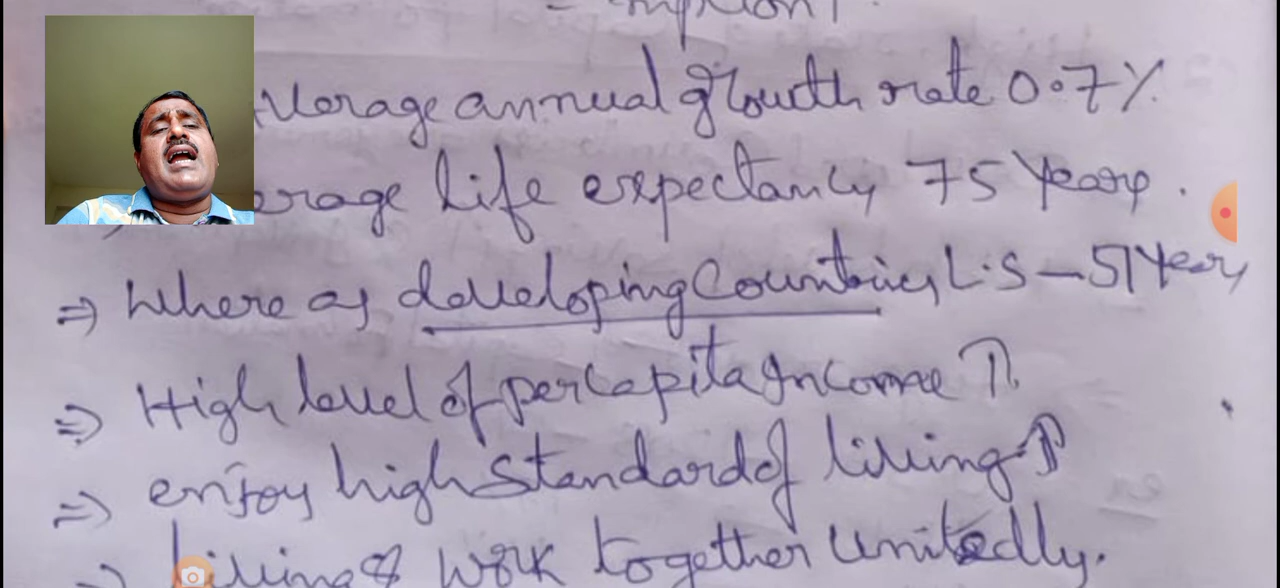 verage annual growth rate 0.7%.
erage life expectancy 75 years.
⇒ Where as developing Countries L.S – 51 Years
⇒ High level of per Capita Income ⇑
⇒ enjoy high Standard of living ⇑
Living & work together unitedly.